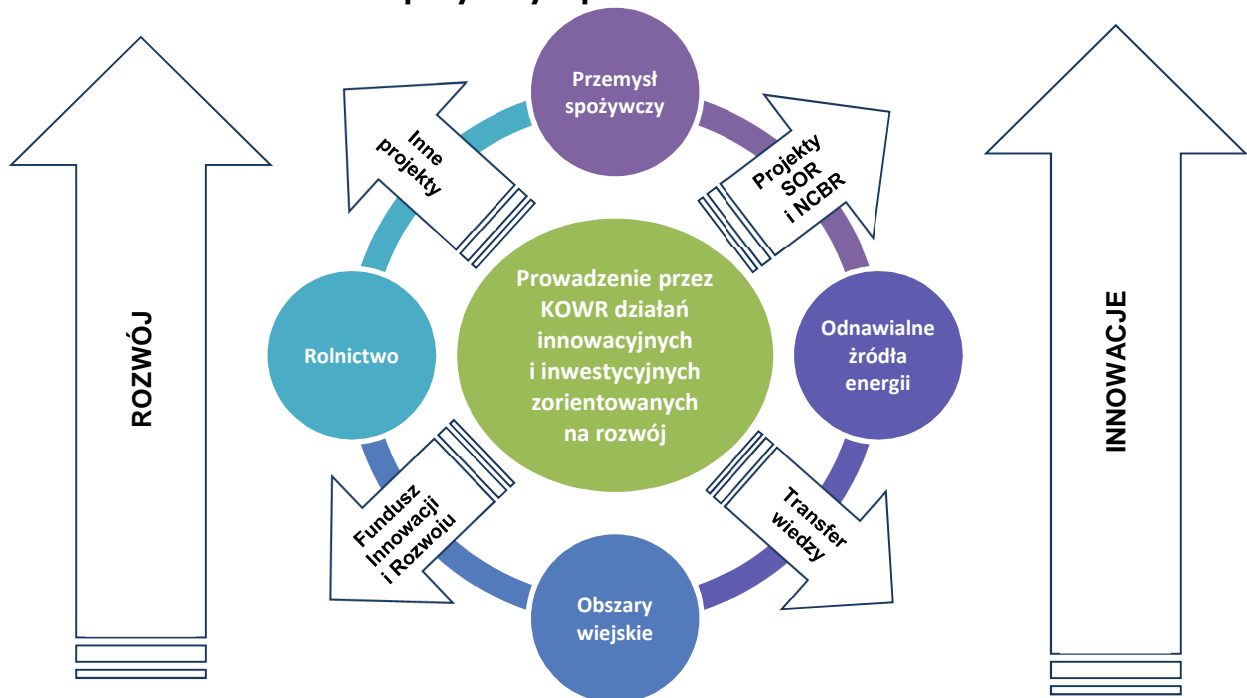 Przemysł
spożywczy
Inne
projekty
Projekty
SOR
i NCBR
ROZWÓJ
Rolnictwo
Prowadzenie przez
KOWR działań
innowacyjnych
i inwestycyjnych
zorientowanych
na rozwój
Odnawialne
żródła
energii
INNOWACJE
Fundusz
Innowacji
i Rozwoju
Transfer
wiedzy
Obszary
wiejskie